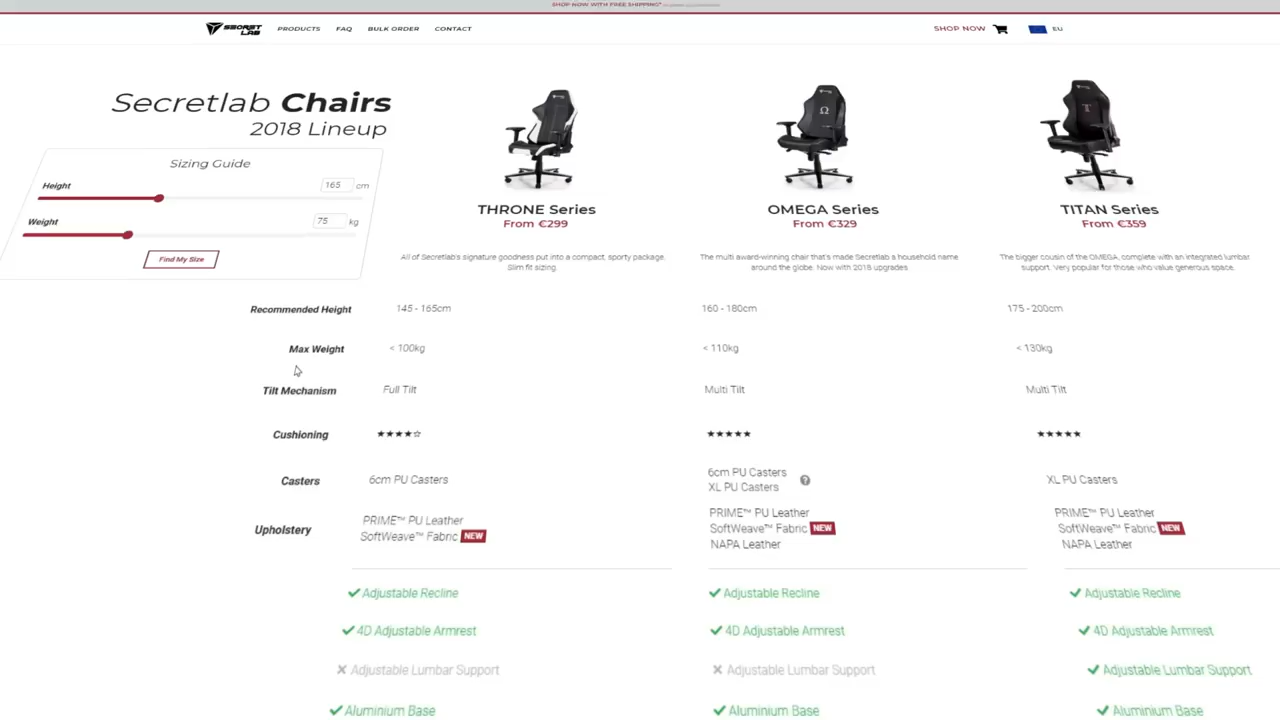 SHOP NOW WITH FREE SHIPPING*
SECRET
LAB
PRODUCTS FAQ BULK ORDER CONTACT
SHOP NOW
EU
Secretlab Chairs
2018 Lineup
Sizing Guide
Height 165 cm
Weight 75 kg
Find My Size
THRONE Series OMEGA Series TITAN Series
From €299 From €329 From €359
All of Secretlab's signature goodness put into a compact, sporty package.
Slim fit sizing.
The multi award-winning chair that's made Secretlab a household name
around the globe. Now with 2018 upgrades.
The bigger cousin of the OMEGA, complete with an integrated lumbar
support. Very popular for those who value generous space.
Recommended Height 145 - 165cm 160 - 180cm 175 - 200cm
Max Weight < 100kg < 110kg < 130kg
Tilt Mechanism Full Tilt Multi Tilt Multi Tilt
Cushioning ★★★★☆ ★★★★★ ★★★★★
Casters 6cm PU Casters 6cm PU Casters ? XL PU Casters
XL PU Casters
Upholstery PRIME™ PU Leather PRIME™ PU Leather PRIME™ PU Leather
SoftWeave™ Fabric NEW SoftWeave™ Fabric NEW SoftWeave™ Fabric NEW
NAPA Leather NAPA Leather
Adjustable Recline Adjustable Recline Adjustable Recline
4D Adjustable Armrest 4D Adjustable Armrest 4D Adjustable Armrest
Adjustable Lumbar Support Adjustable Lumbar Support Adjustable Lumbar Support
Aluminium Base Aluminium Base Aluminium Base